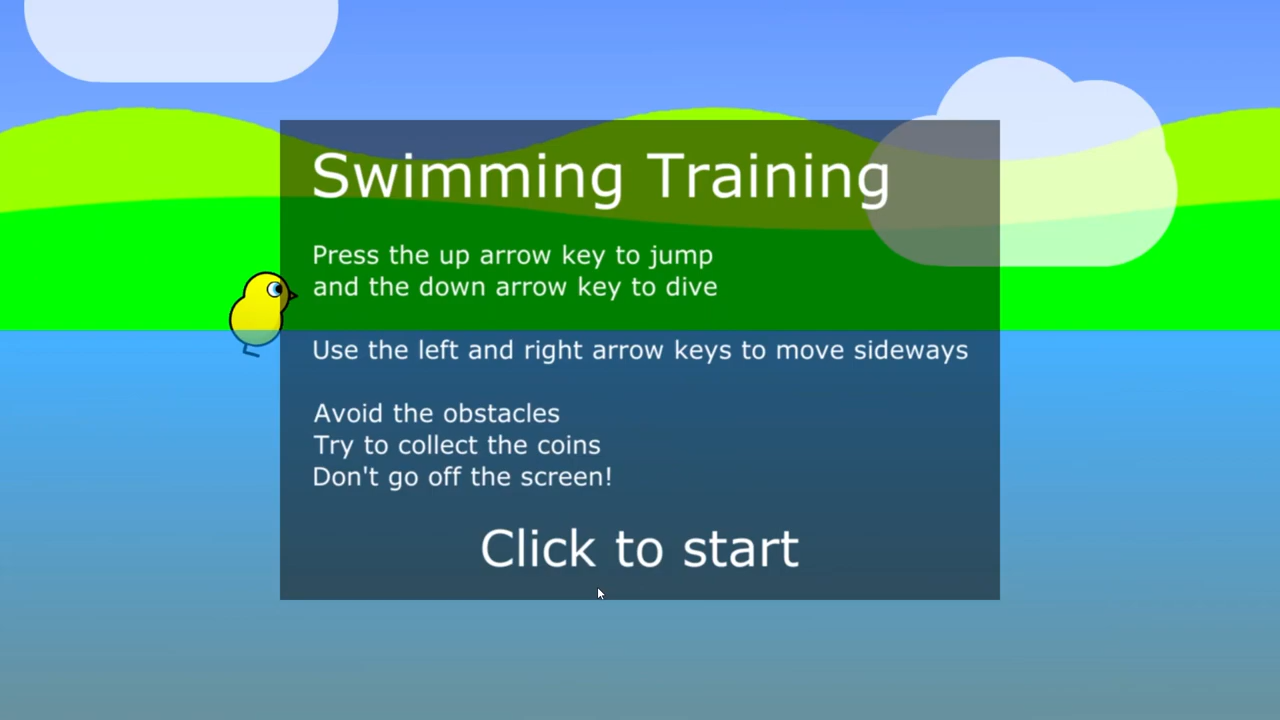 Swimming Training
Press the up arrow key to jump
and the down arrow key to dive
Use the left and right arrow keys to move sideways
Avoid the obstacles
Try to collect the coins
Don't go off the screen!
Click to start